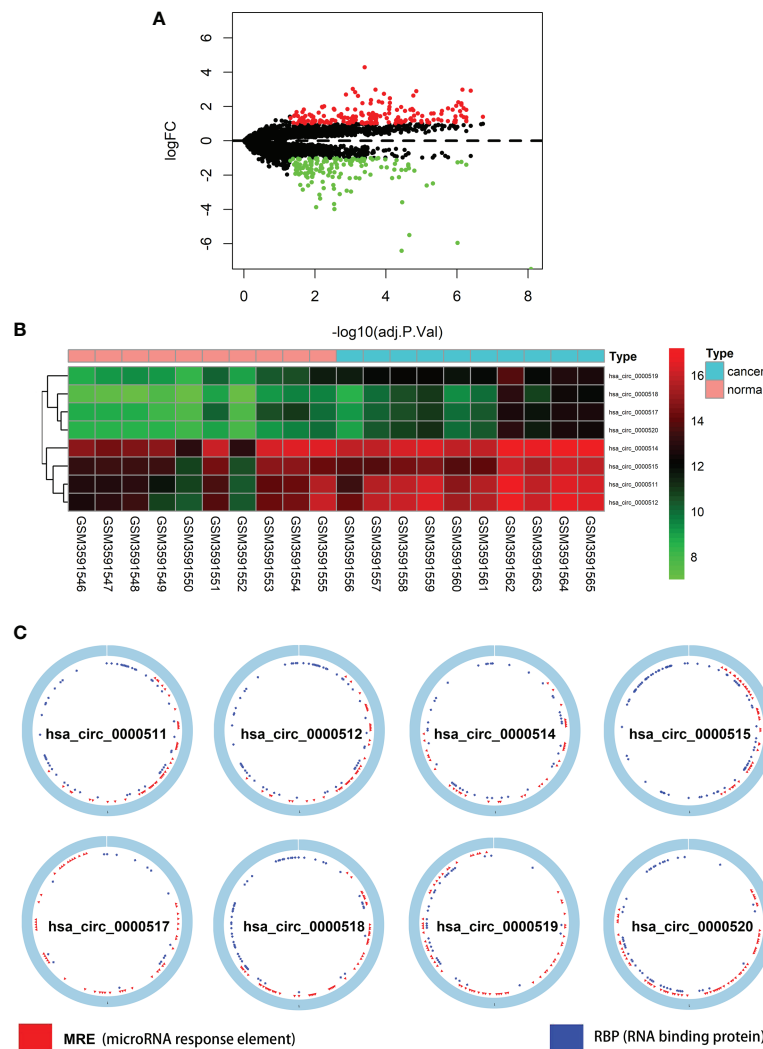 A
6
4
2
0
-2
-4
-6
logFC
0 2 4 6 8
-log10(adj.P.Val)
B
Type
hsa_circ_0000519
hsa_circ_0000518
hsa_circ_0000517
hsa_circ_0000520
hsa_circ_0000514
hsa_circ_0000515
hsa_circ_0000511
hsa_circ_0000512
16
14
12
10
8
Type
cancer
norma
GSM3591546
GSM3591547
GSM3591548
GSM3591549
GSM3591550
GSM3591551
GSM3591552
GSM3591553
GSM3591554
GSM3591555
GSM3591556
GSM3591557
GSM3591558
GSM3591559
GSM3591560
GSM3591561
GSM3591562
GSM3591563
GSM3591564
GSM3591565
C
hsa_circ_0000511
hsa_circ_0000512
hsa_circ_0000514
hsa_circ_0000515
hsa_circ_0000517
hsa_circ_0000518
hsa_circ_0000519
hsa_circ_0000520
MRE (microRNA response element)
RBP (RNA binding protein)